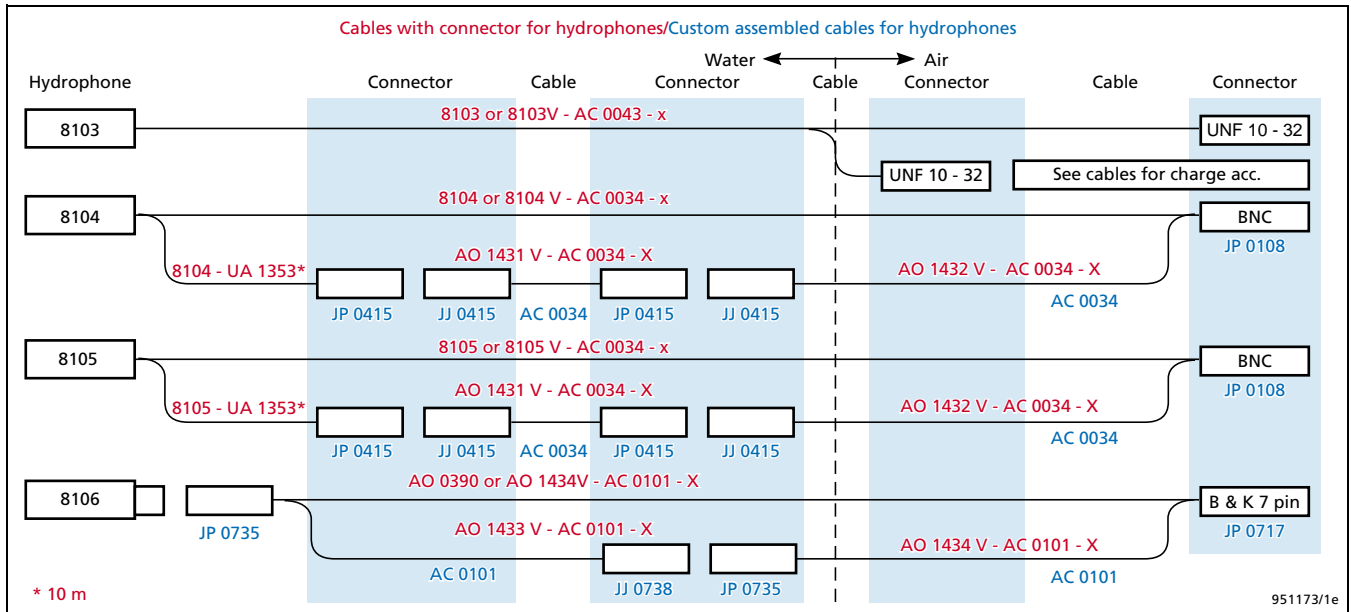 Cables with connector for hydrophones/Custom assembled cables for hydrophones
Water Air
Hydrophone Connector Cable Connector Cable Connector Cable Connector
8103 or 8103V - AC 0043 - x
8103 UNF 10 - 32
UNF 10 - 32 See cables for charge acc.
8104 or 8104 V - AC 0034 - x
8104 BNC
JP 0108
AO 1431 V - AC 0034 - X
8104 - UA 1353* AO 1432 V - AC 0034 - X
JP 0415 JJ 0415 AC 0034 JP 0415 JJ 0415 AC 0034
8105 or 8105 V - AC 0034 - x
8105 BNC
JP 0108
AO 1431 V - AC 0034 - X
8105 - UA 1353* AO 1432 V - AC 0034 - X
JP 0415 JJ 0415 AC 0034 JP 0415 JJ 0415 AC 0034
AO 0390 or AO 1434V - AC 0101 - X
8106 B & K 7 pin
JP 0735 JP 0717
AO 1433 V - AC 0101 - X AO 1434 V - AC 0101 - X
AC 0101 JJ 0738 JP 0735 AC 0101
* 10 m 951173/1e